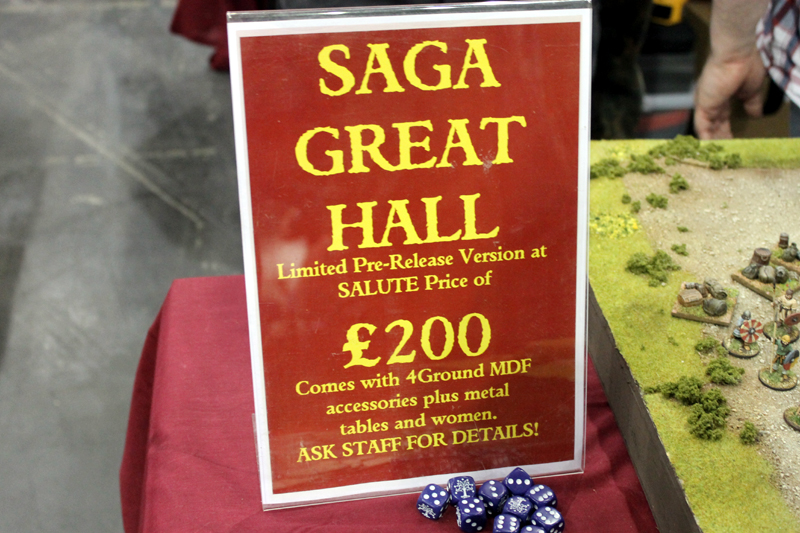 SAGA
GREAT
HALL
Limited Pre-Release Version at
SALUTE Price of
£200
Comes with 4Ground MDF
accessories plus metal
tables and women.
ASK STAFF FOR DETAILS!